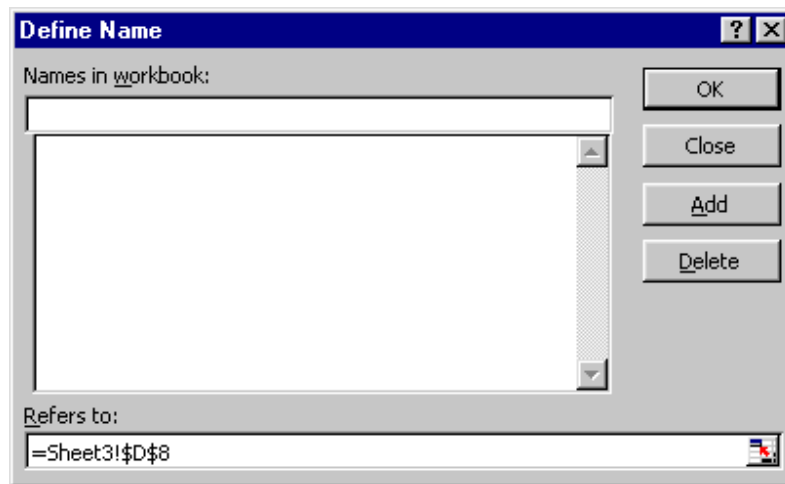 Define Name
Names in workbook:
OK
Close
Add
Delete
Refers to:
=Sheet3!$D$8